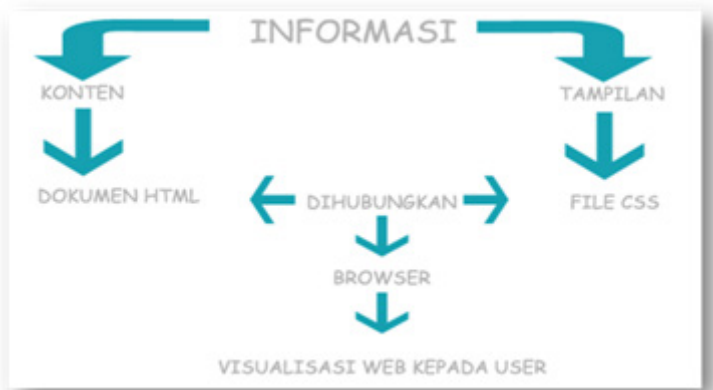 INFORMASI
KONTEN
TAMPILAN
DOKUMEN HTML
DIHUBUNGKAN
FILE CSS
BROWSER
VISUALISASI WEB KEPADA USER